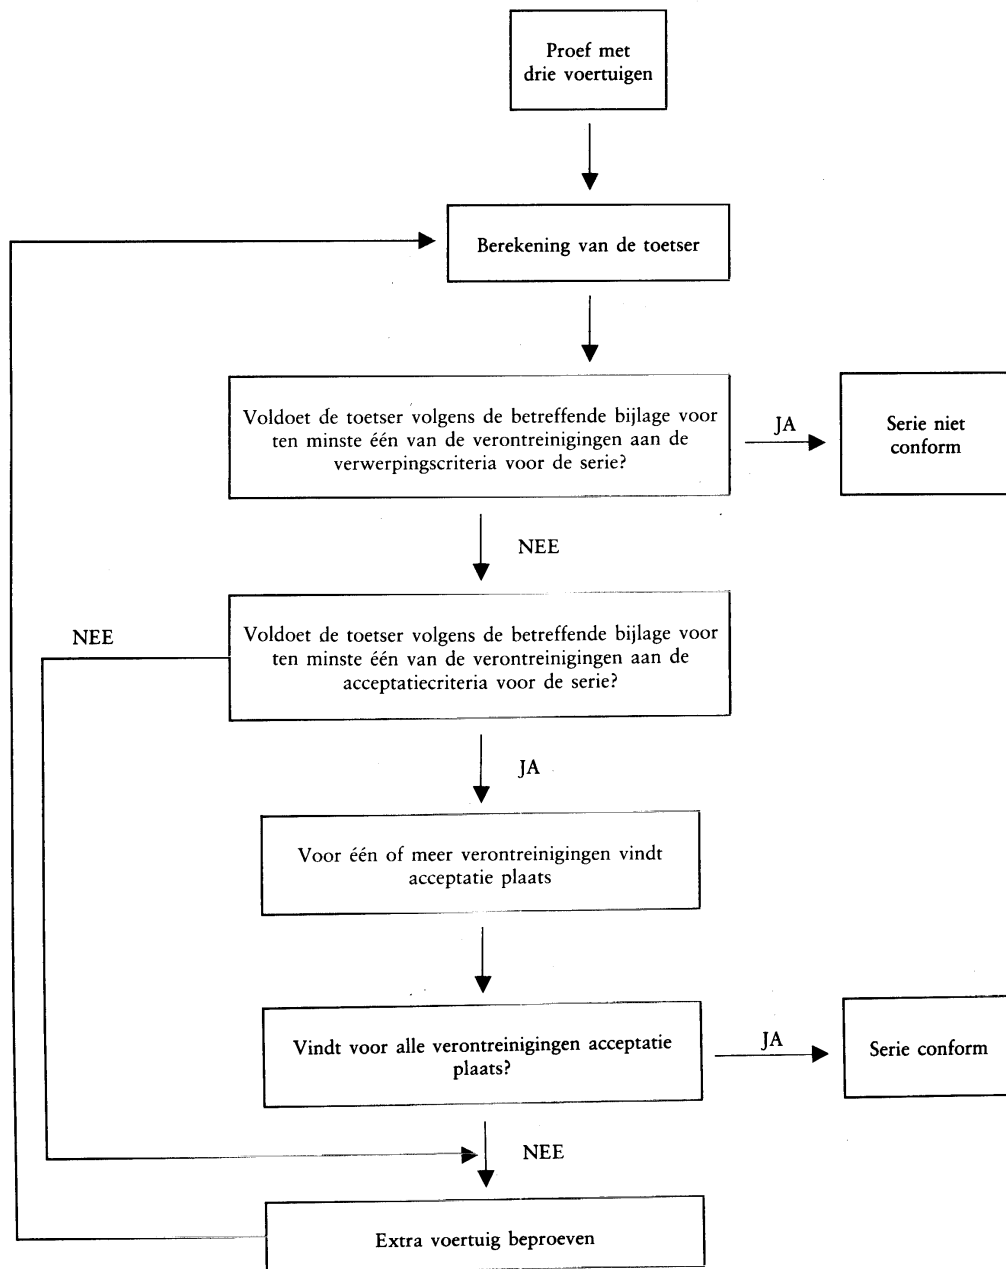 Proef met
drie voertuigen
Berekening van de toetser
Voldoet de toetser volgens de betreffende bijlage voor
ten minste één van de verontreinigingen aan de
verwerpingscriteria voor de serie?
JA
Serie niet
conform
NEE
NEE
Voldoet de toetser volgens de betreffende bijlage voor
ten minste één van de verontreinigingen aan de
acceptatiecriteria voor de serie?
JA
Voor één of meer verontreinigingen vindt
acceptatie plaats
Vindt voor alle verontreinigingen acceptatie
plaats?
JA
Serie conform
NEE
Extra voertuig beproeven